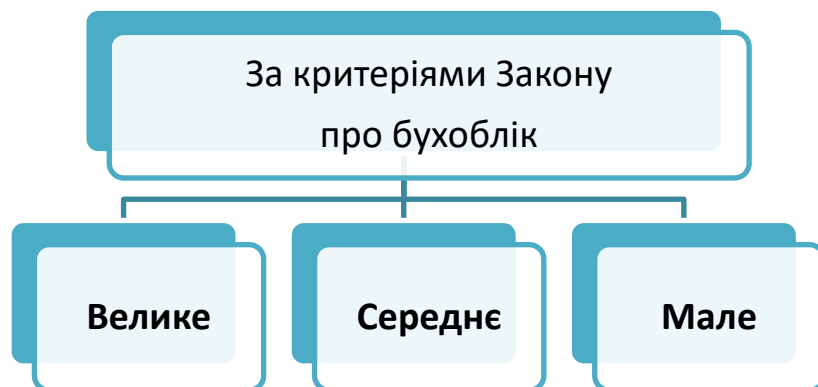 За критеріями Закону
про бухоблік
Велике
Середнє
Мале